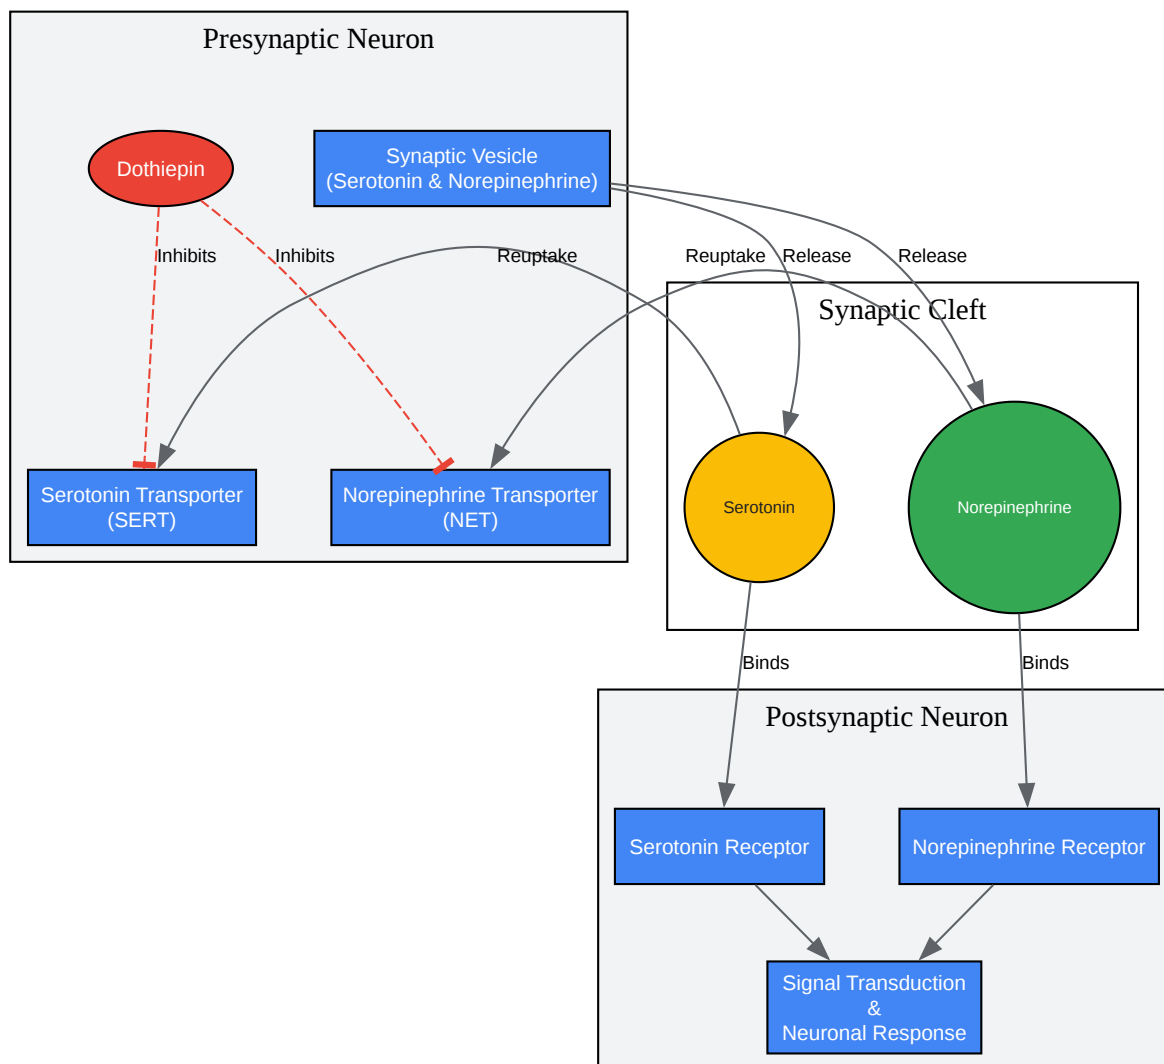 Presynaptic Neuron
Dothiepin
Synaptic Vesicle
(Serotonin & Norepinephrine)
Inhibits
Inhibits
Reuptake
Reuptake
Release
Release
Synaptic Cleft
Serotonin Transporter
(SERT)
Norepinephrine Transporter
(NET)
Serotonin
Norepinephrine
Binds
Binds
Postsynaptic Neuron
Serotonin Receptor
Norepinephrine Receptor
Signal Transduction
&
Neuronal Response